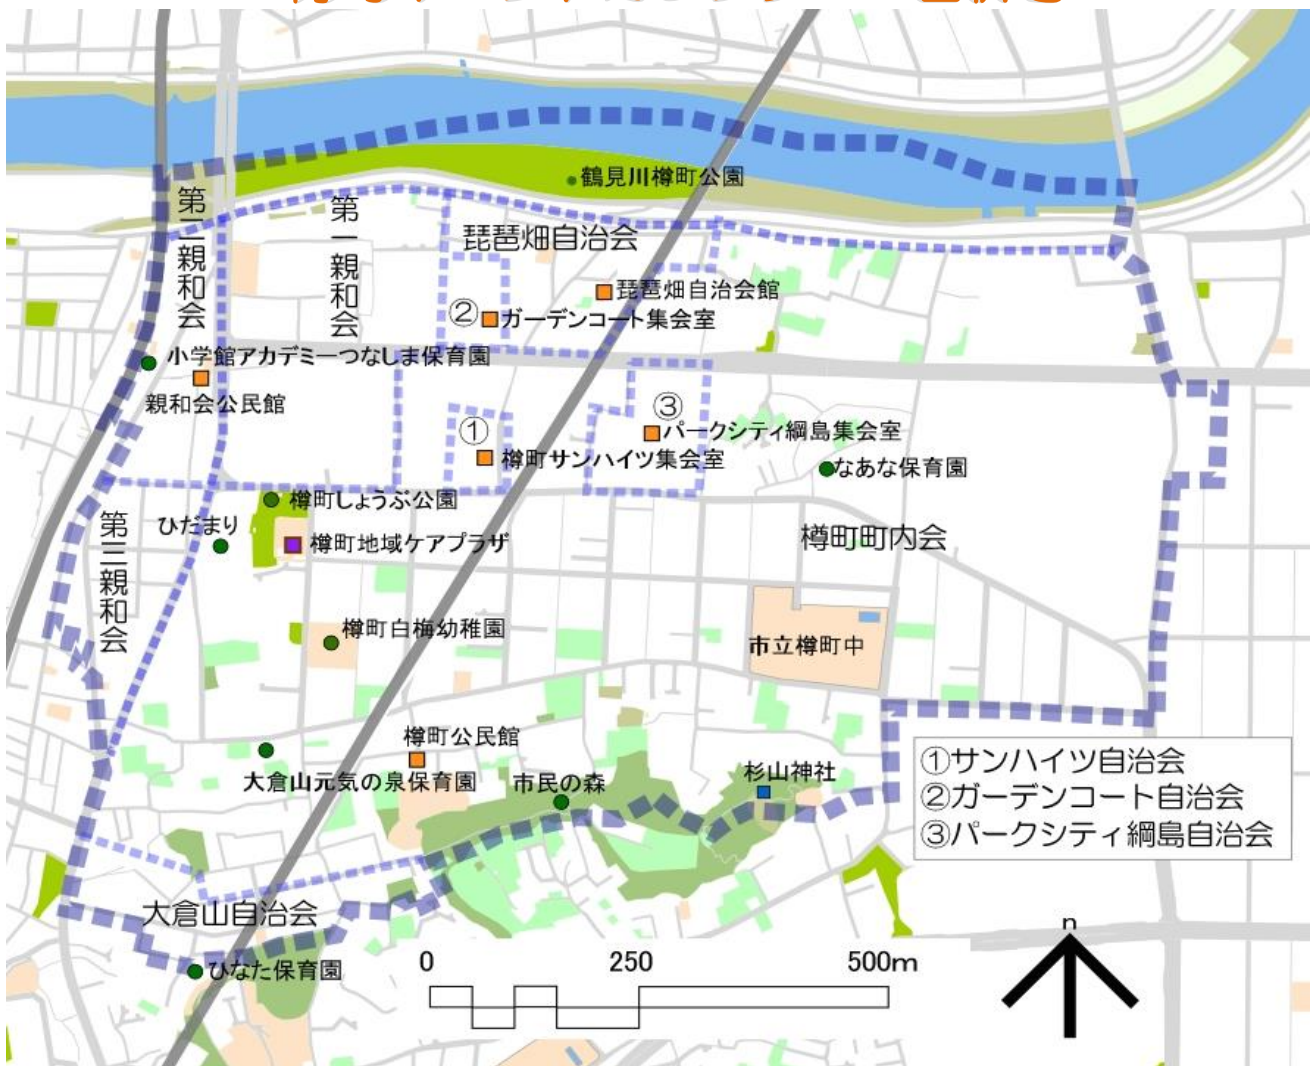 鶴見川樽町公園
第二親和会
第一親和会
琵琶畑自治会
琵琶畑自治会館
②
ガーデンコート集会室
小学館アカデミーつなしま保育園
親和会公民館
③
パークシティ綱島集会室
①
樽町サンハイツ集会室
なあな保育園
樽町しょうぶ公園
ひだまり
樽町地域ケアプラザ
第三親和会
樽町町内会
樽町白梅幼稚園
市立樽町中
樽町公民館
大倉山元気の泉保育園
市民の森
杉山神社
①サンハイツ自治会
②ガーデンコート自治会
③パークシティ綱島自治会
大倉山自治会
ひなた保育園
0 250 500m
n